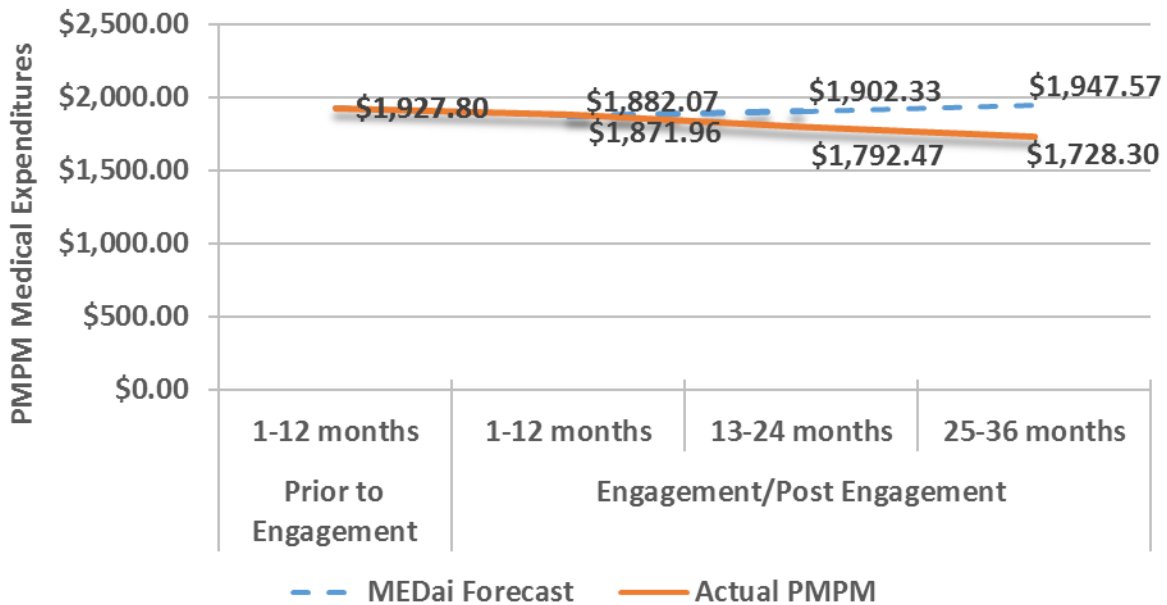 PMPM Medical Expenditures
$2,500.00
$2,000.00
$1,500.00
$1,000.00
$500.00
$0.00
$1,927.80
$1,882.07
$1,871.96
$1,902.33
$1,792.47
$1,947.57
$1,728.30
1-12 months
1-12 months
13-24 months
25-36 months
Prior to
Engagement
Engagement/Post Engagement
MEDai Forecast
Actual PMPM